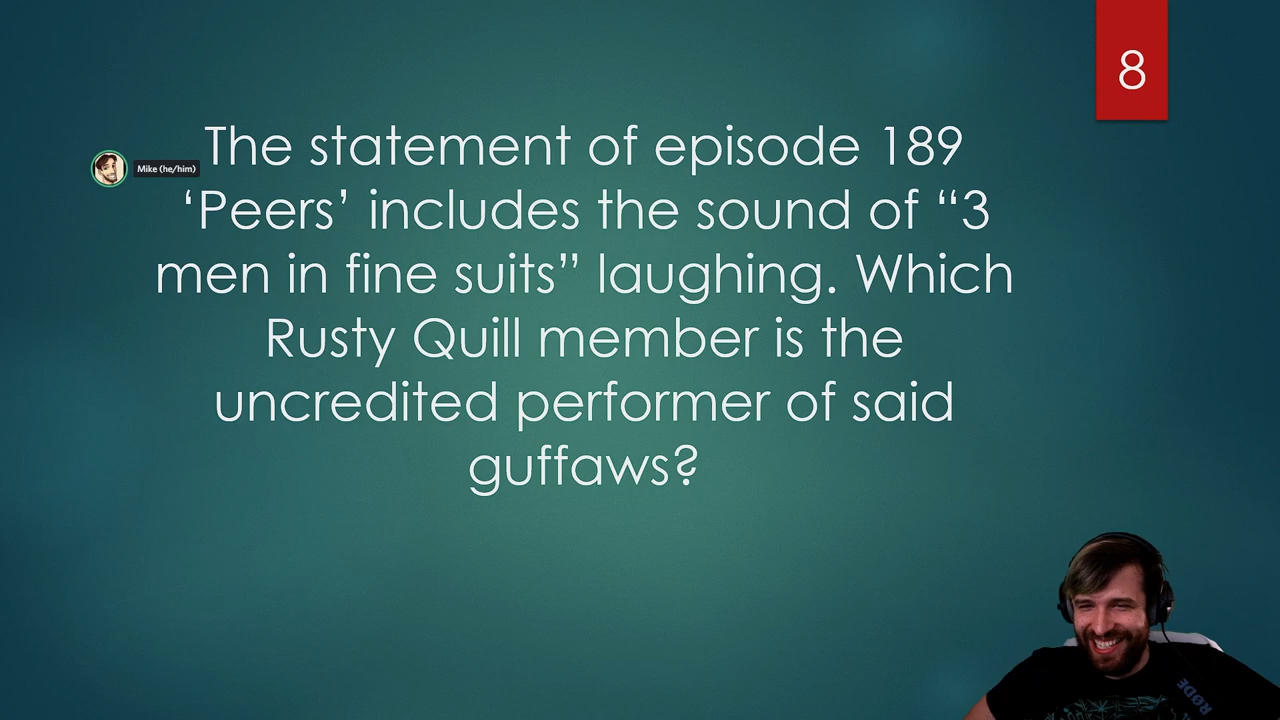 8
The statement of episode 189
‘Peers’ includes the sound of “3
men in fine suits” laughing. Which
Rusty Quill member is the
uncredited performer of said
guffaws?
Mike (he/him)
RØDE